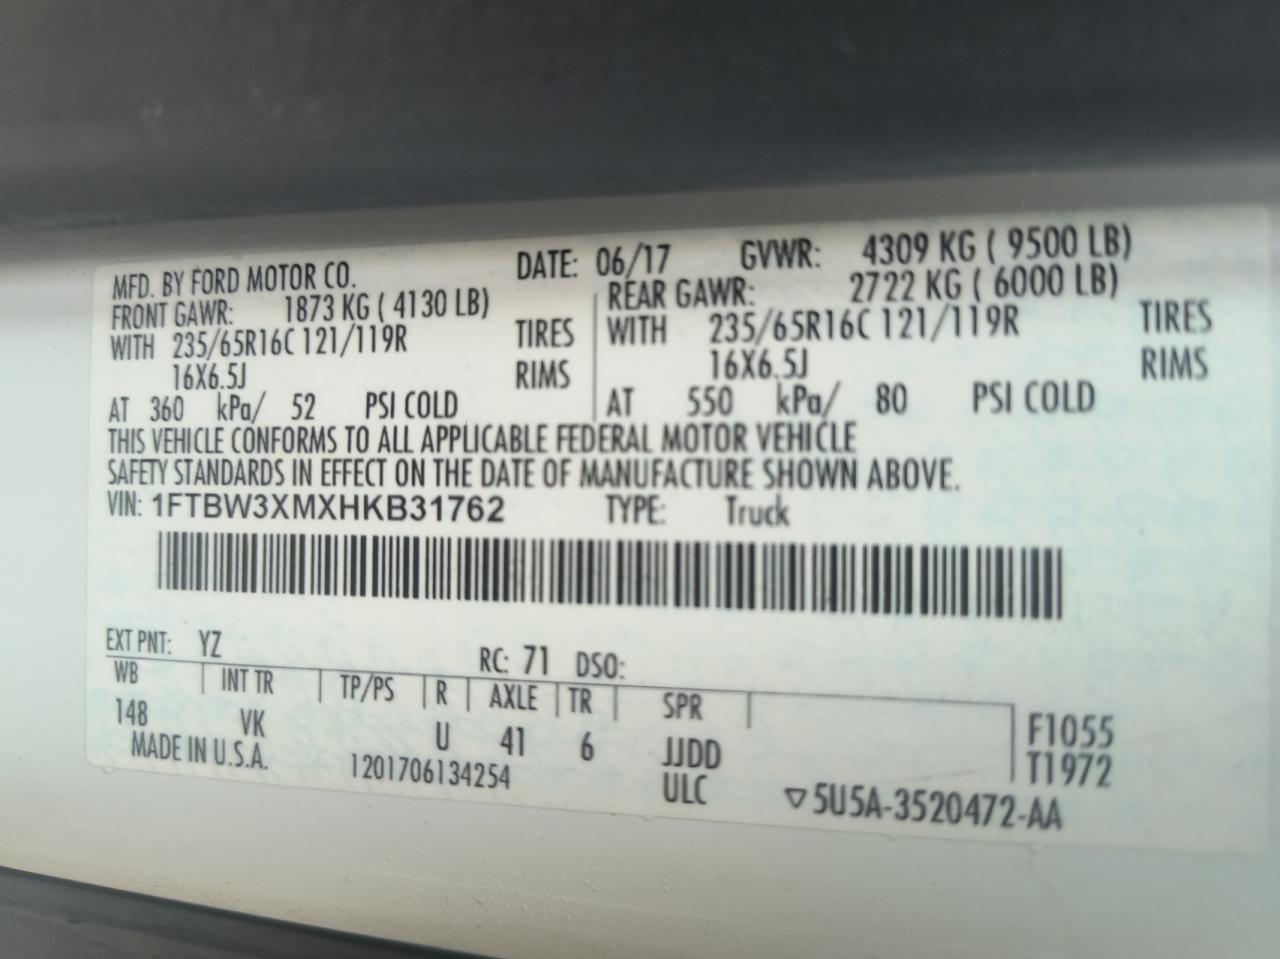 MFD. BY FORD MOTOR CO. DATE: 06/17 GVWR: 4309 KG ( 9500 LB)
FRONT GAWR: 1873 KG ( 4130 LB) REAR GAWR: 2722 KG ( 6000 LB)
WITH 235/65R16C 121/119R TIRES WITH 235/65R16C 121/119R TIRES
16X6.5J RIMS 16X6.5J RIMS
AT 360 kPa/ 52 PSI COLD AT 550 kPa/ 80 PSI COLD
THIS VEHICLE CONFORMS TO ALL APPLICABLE FEDERAL MOTOR VEHICLE
SAFETY STANDARDS IN EFFECT ON THE DATE OF MANUFACTURE SHOWN ABOVE.
VIN: 1FTBW3XMXHKB31762 TYPE: Truck
EXT PNT: YZ RC: 71 DSO:
WB INT TR TP/PS R AXLE TR SPR
148 VK U 41 6 JJDD F1055
MADE IN U.S.A. 1201706134254 ULC T1972
▽5U5A-3520472-AA